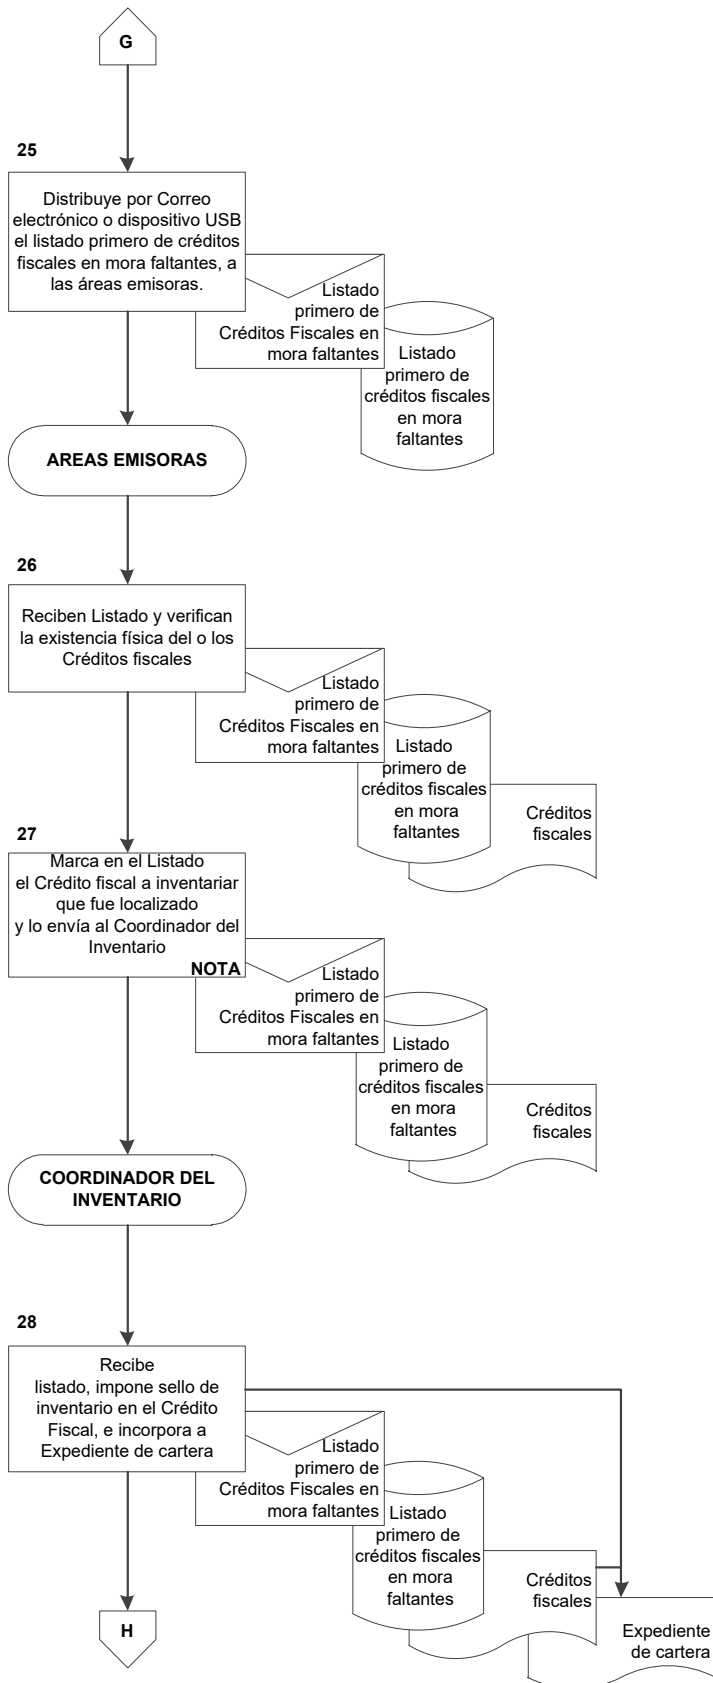 G
25
Distribuye por Correo
electrónico o dispositivo USB
el listado primero de créditos
fiscales en mora faltantes, a
las áreas emisoras.
Listado
primero de
Créditos Fiscales en
mora faltantes
Listado
primero de
créditos fiscales
en mora
faltantes
AREAS EMISORAS
26
Reciben Listado y verifican
la existencia física del o los
Créditos fiscales
Listado
primero de
Créditos Fiscales en
mora faltantes
Listado
primero de
créditos fiscales
en mora
faltantes
Créditos
fiscales
27
Marca en el Listado
el Crédito fiscal a inventariar
que fue localizado
y lo envía al Coordinador del
Inventario
NOTA
Listado
primero de
Créditos Fiscales en
mora faltantes
Listado
primero de
créditos fiscales
en mora
faltantes
Créditos
fiscales
COORDINADOR DEL
INVENTARIO
28
Recibe
listado, impone sello de
inventario en el Crédito
Fiscal, e incorpora a
Expediente de cartera
Listado
primero de
Créditos Fiscales en
mora faltantes
Listado
primero de
créditos fiscales
en mora
faltantes
Créditos
fiscales
Expediente
de cartera
H